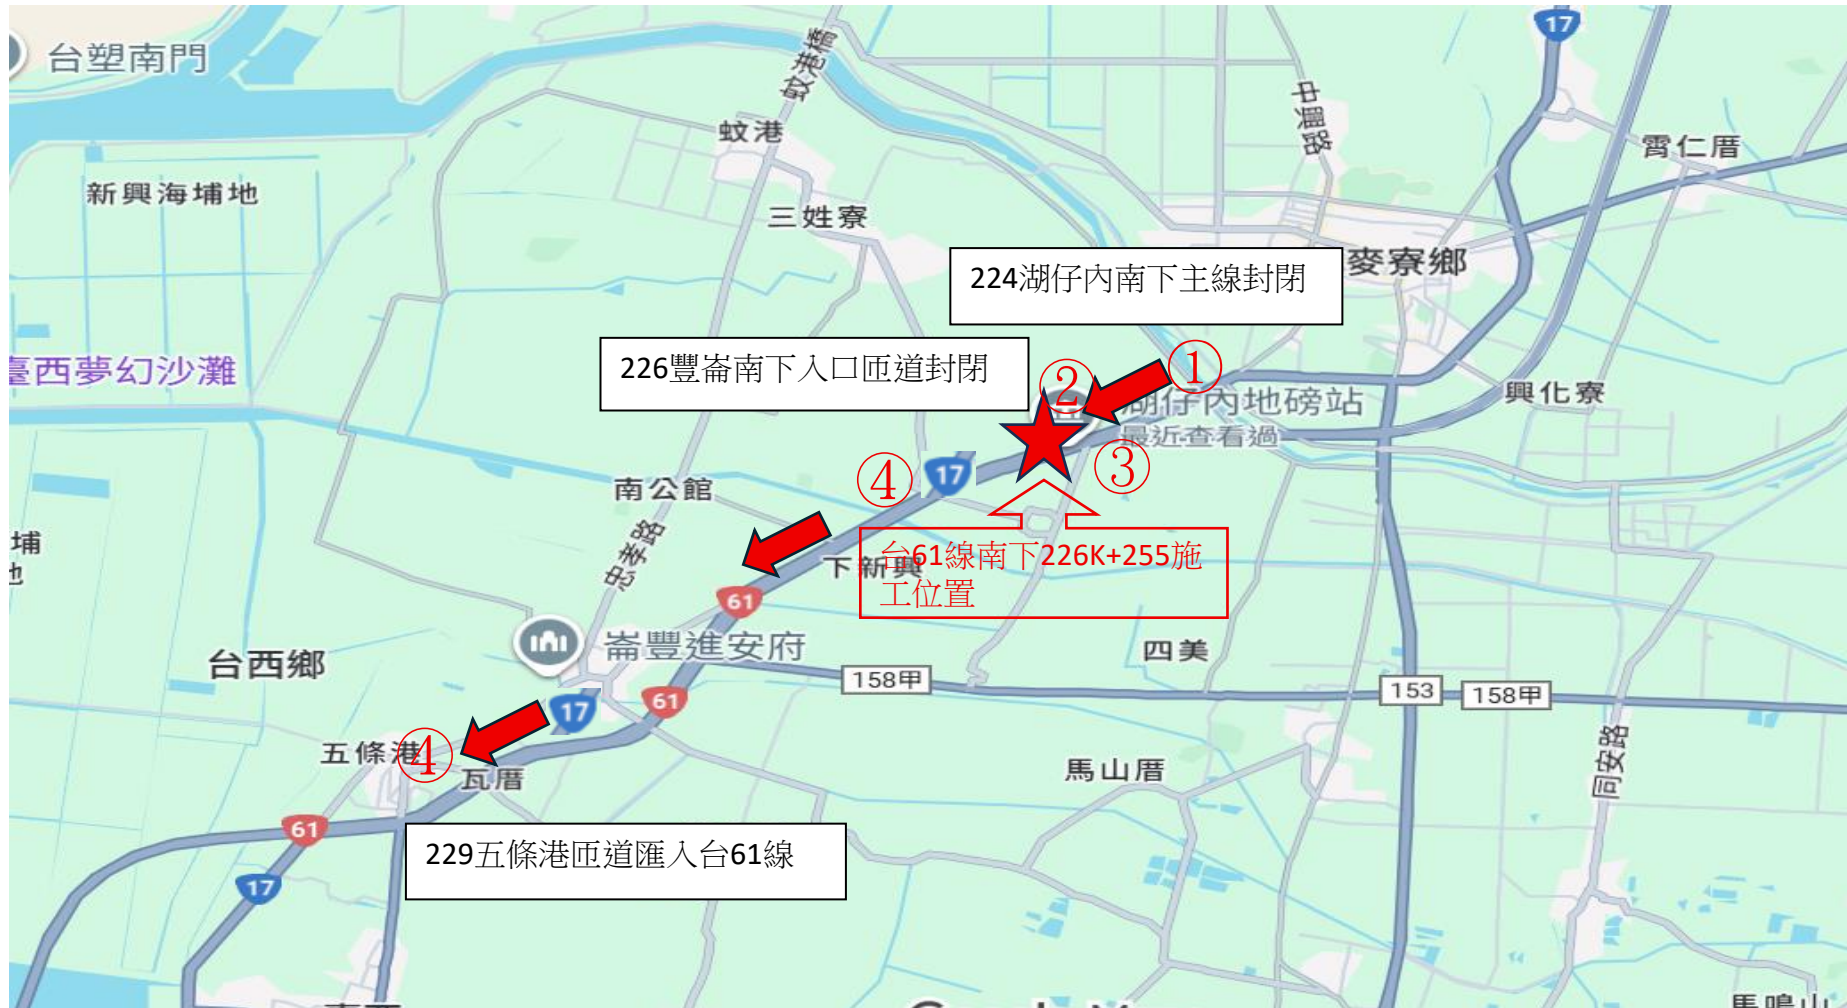 台塑南門
17
蚊港橋
中興路
蚊港
霄仁厝
新興海埔地
三姓寮
麥寮鄉
224湖仔內南下主線封閉
226豐崙南下入口匝道封閉
臺西夢幻沙灘
①
②
興化寮
湖仔內地磅站
最近查看過
③
④
17
南公館
忠孝路
台61線南下226K+255施
工位置
下新興
61
崙豐進安府
台西鄉
四美
158甲
153
158甲
61
17
五條港
④
瓦厝
馬山厝
同安路
61
229五條港匝道匯入台61線
17